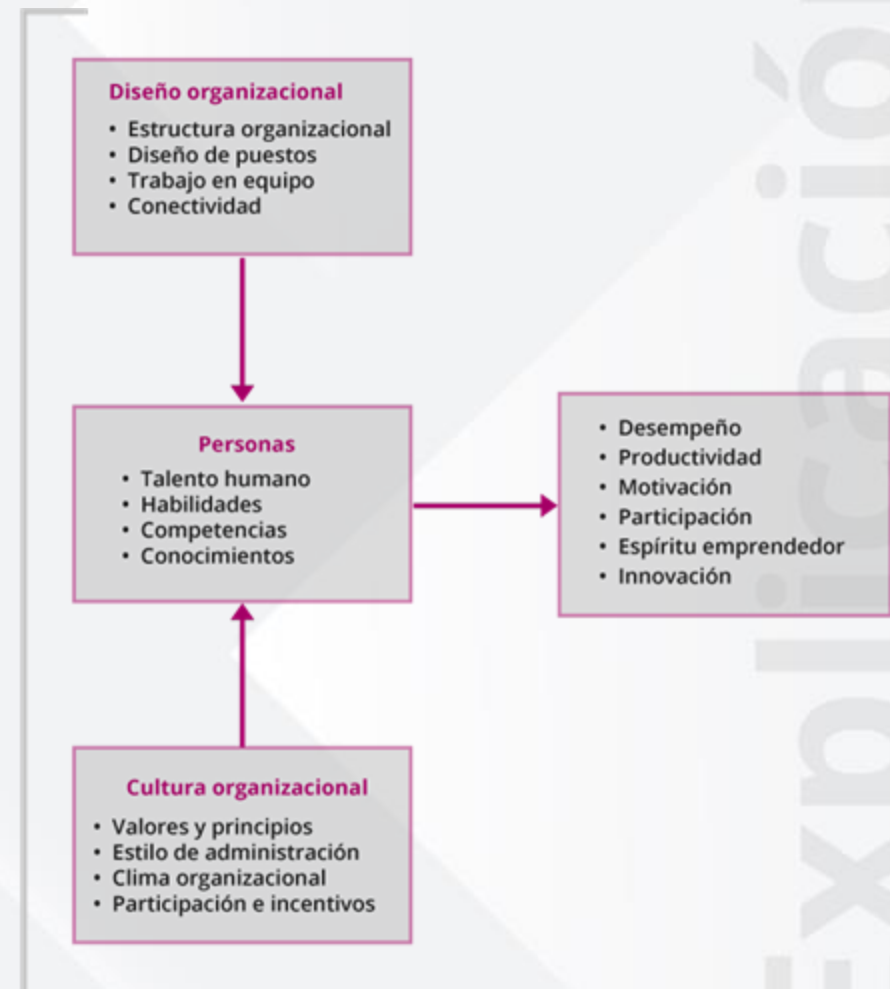 Diseño organizacional
• Estructura organizacional
• Diseño de puestos
• Trabajo en equipo
• Conectividad
Personas
• Talento humano
• Habilidades
• Competencias
• Conocimientos
• Desempeño
• Productividad
• Motivación
• Participación
• Espíritu emprendedor
• Innovación
Cultura organizacional
• Valores y principios
• Estilo de administración
• Clima organizacional
• Participación e incentivos
Explicació